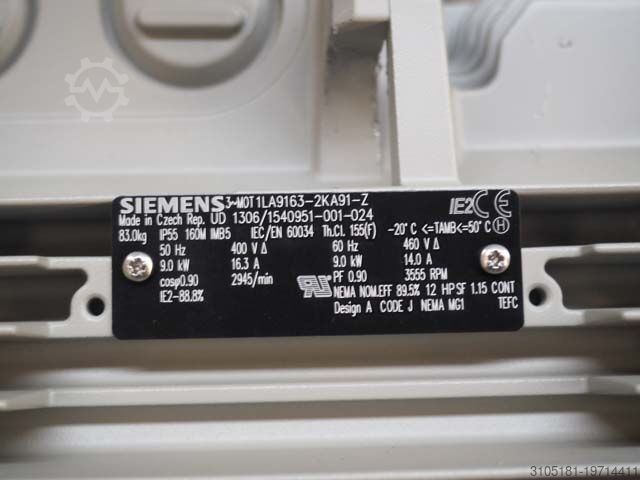 SIEMENS 3~MOT 1LA9163-2KA91-Z
IE2 CE
Made in Czech Rep. UD 1306/1540951-001-024
83.0kg IP55 160M IMB5 IEC/EN 60034 Th.Cl. 155(F) -20°C <=TAMB<=50°C H
50 Hz 400 V Δ 60 Hz 460 V Δ
9.0 kW 16.3 A 9.0 kW 14.0 A
cosφ0.90 2945/min PF 0.90 3555 RPM
IE2-88.8% NEMA NOM.EFF 89.5% 12 HP SF 1.15 CONT
Design A CODE J NEMA MG1 TEFC
3105181-19714411